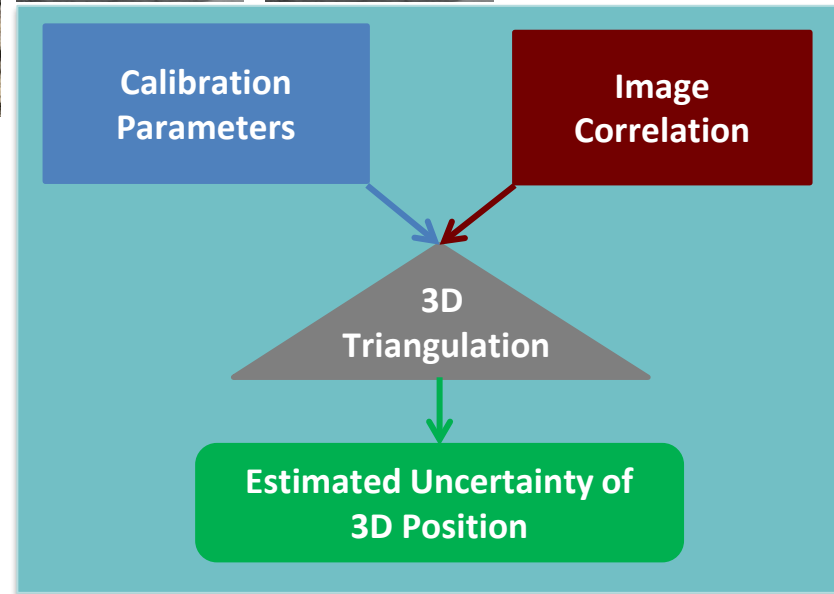 Calibration
Parameters
Image
Correlation
3D
Triangulation
Estimated Uncertainty of
3D Position